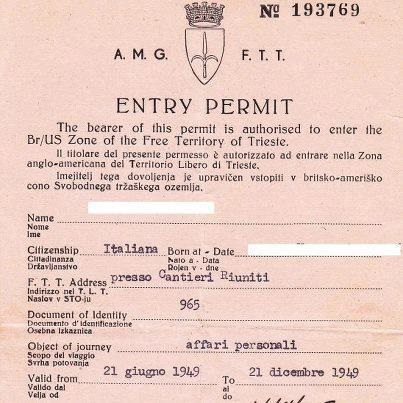 No 193769
A. M. G. F. T. T.
ENTRY PERMIT
The bearer of this permit is authorised to enter the
Br/US Zone of the Free Territory of Trieste.
Il titolare del presente permesso è autorizzato ad entrare nella Zona
anglo-americana del Territorio Libero di Trieste.
Imejitelj tega dovoljenja je upravičen vstopiti v britsko-ameriško
cono Svobodnega tržaškega ozemlja.
Name
Nome
Ime
Citizenship Italiana Born at - Date
Cittadinanza Nato a - Data
Državljanstvo Rojen v - dne
F. T. T. Address presso Cantieri Riuniti
Indirizzo nel T. L. T.
Naslov v STO-ju
965
Document of Identity
Documento d'identificazione
Osebna izkaznica
Object of journey affari personali
Scopo del viaggio
Svrha potovanja
Valid from 21 giugno 1949 To 21 dicembre 1949
Valido dal al
Velja od do